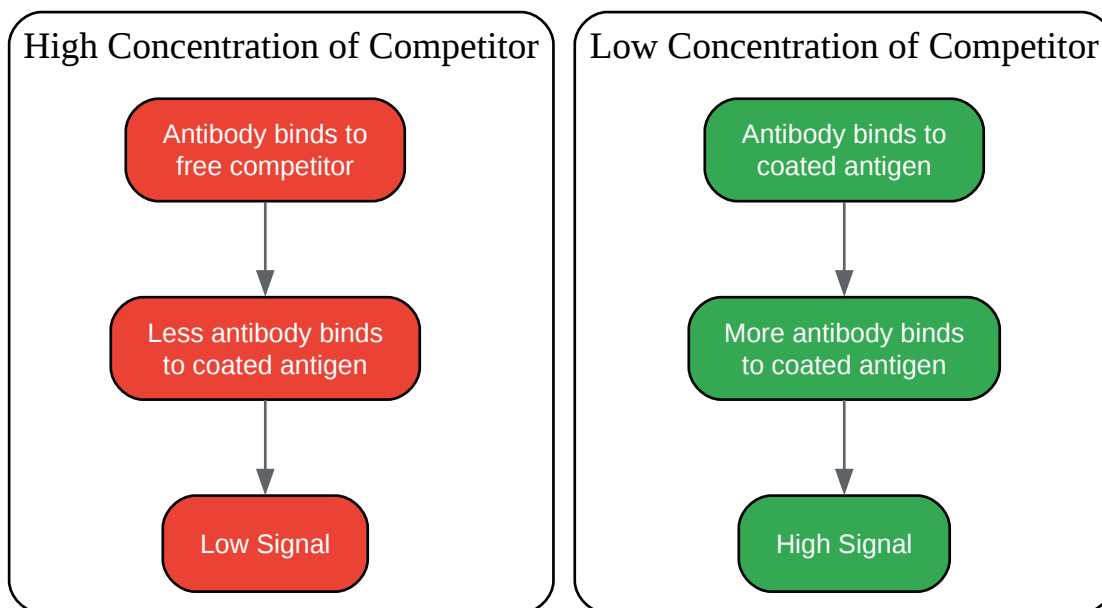 High Concentration of Competitor
Antibody binds to
free competitor
Less antibody binds
to coated antigen
Low Signal
Low Concentration of Competitor
Antibody binds to
coated antigen
More antibody binds
to coated antigen
High Signal